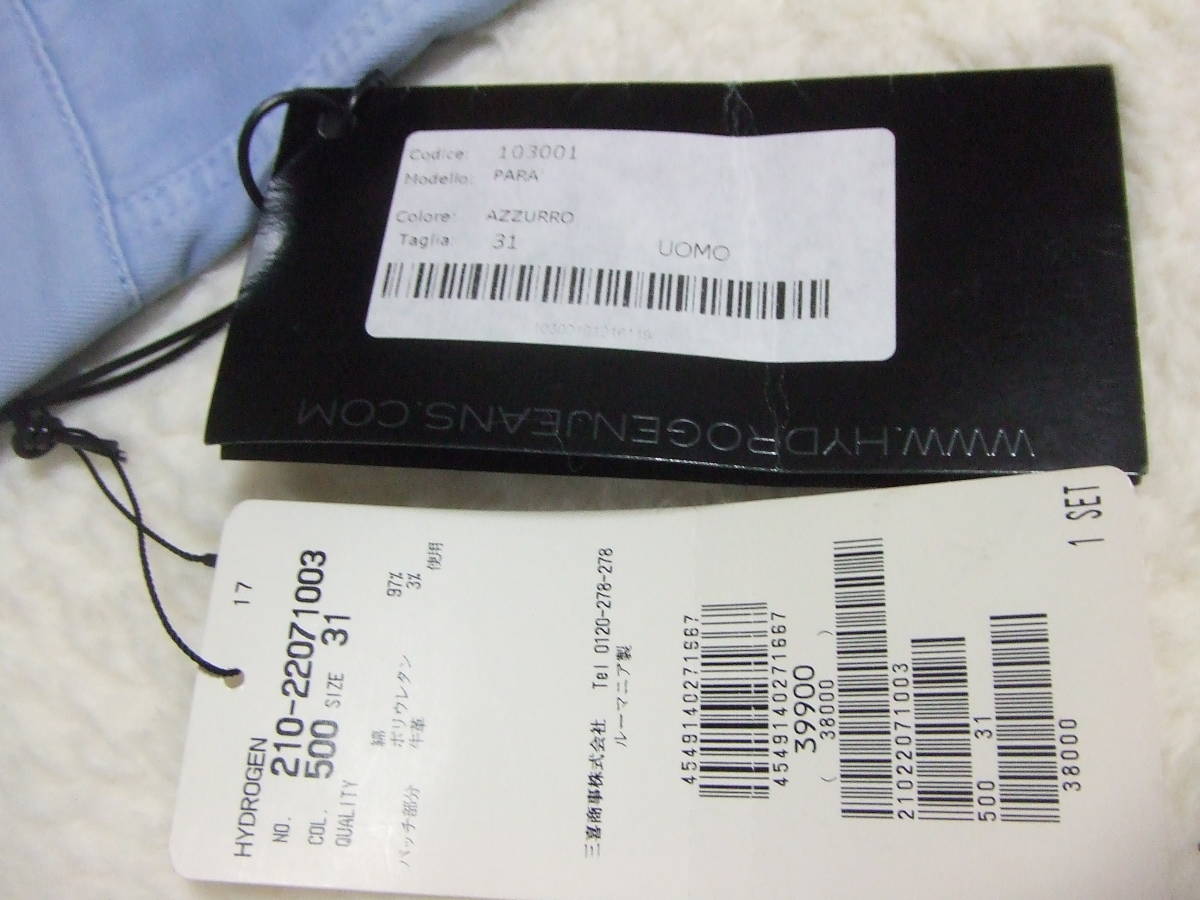 Codice: 103001
Modello: PARA'
Colore: AZZURRO
Taglia: 31 UOMO
WWW.HYDROGENJEANS.COM
17
HYDROGEN
NO. 210-22071003
COL. 500 SIZE 31
QUALITY
綿 97%
ポリウレタン 3%
パッチ部分 牛革 使用
三喜商事株式会社 Tel 0120-278-278
ルーマニア製
4549140271667
4549140271667
39900
( 38000 )
21022071003
500 31
38000
1 SET